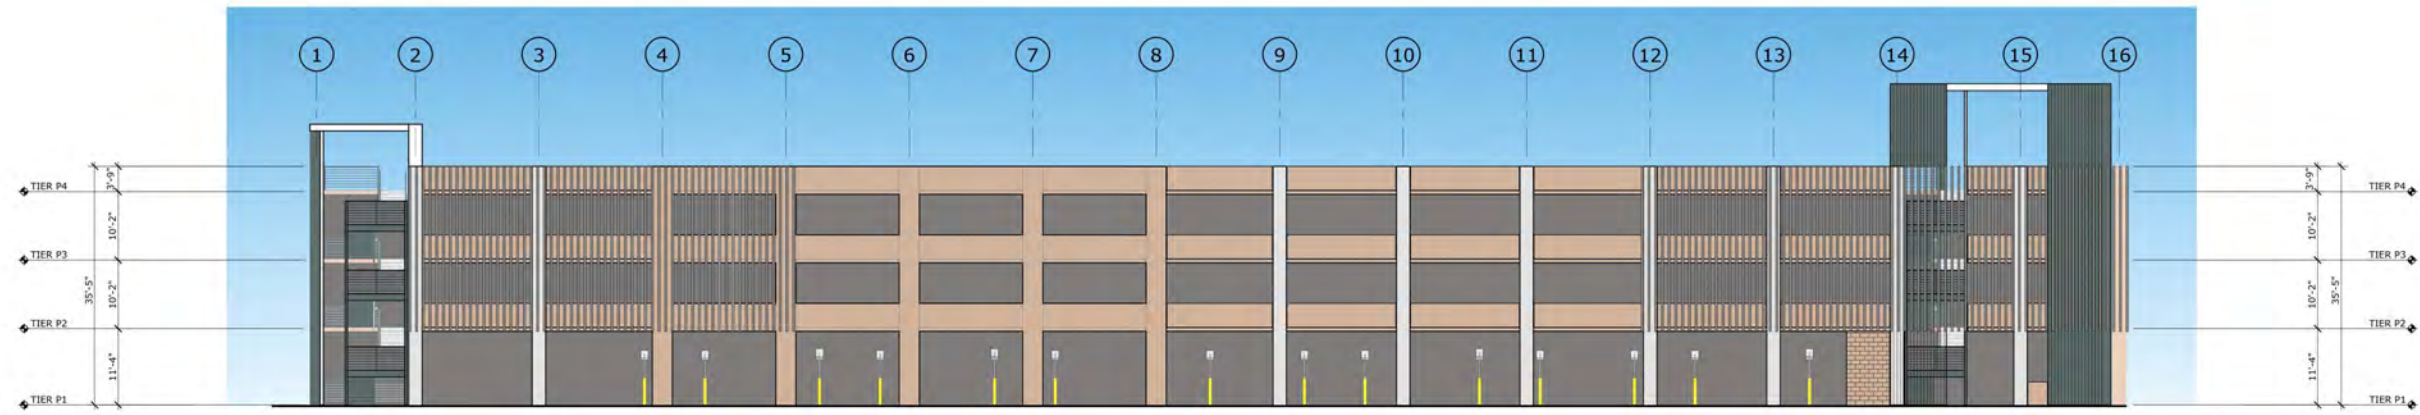 1 2 3 4 5 6 7 8 9 10 11 12 13 14 15 16
TIER P4
3'-9"
10'-2"
TIER P3
10'-2"
35'-5"
TIER P2
11'-4"
TIER P1
TIER P4
3'-9"
10'-2"
TIER P3
10'-2"
35'-5"
TIER P2
11'-4"
TIER P1